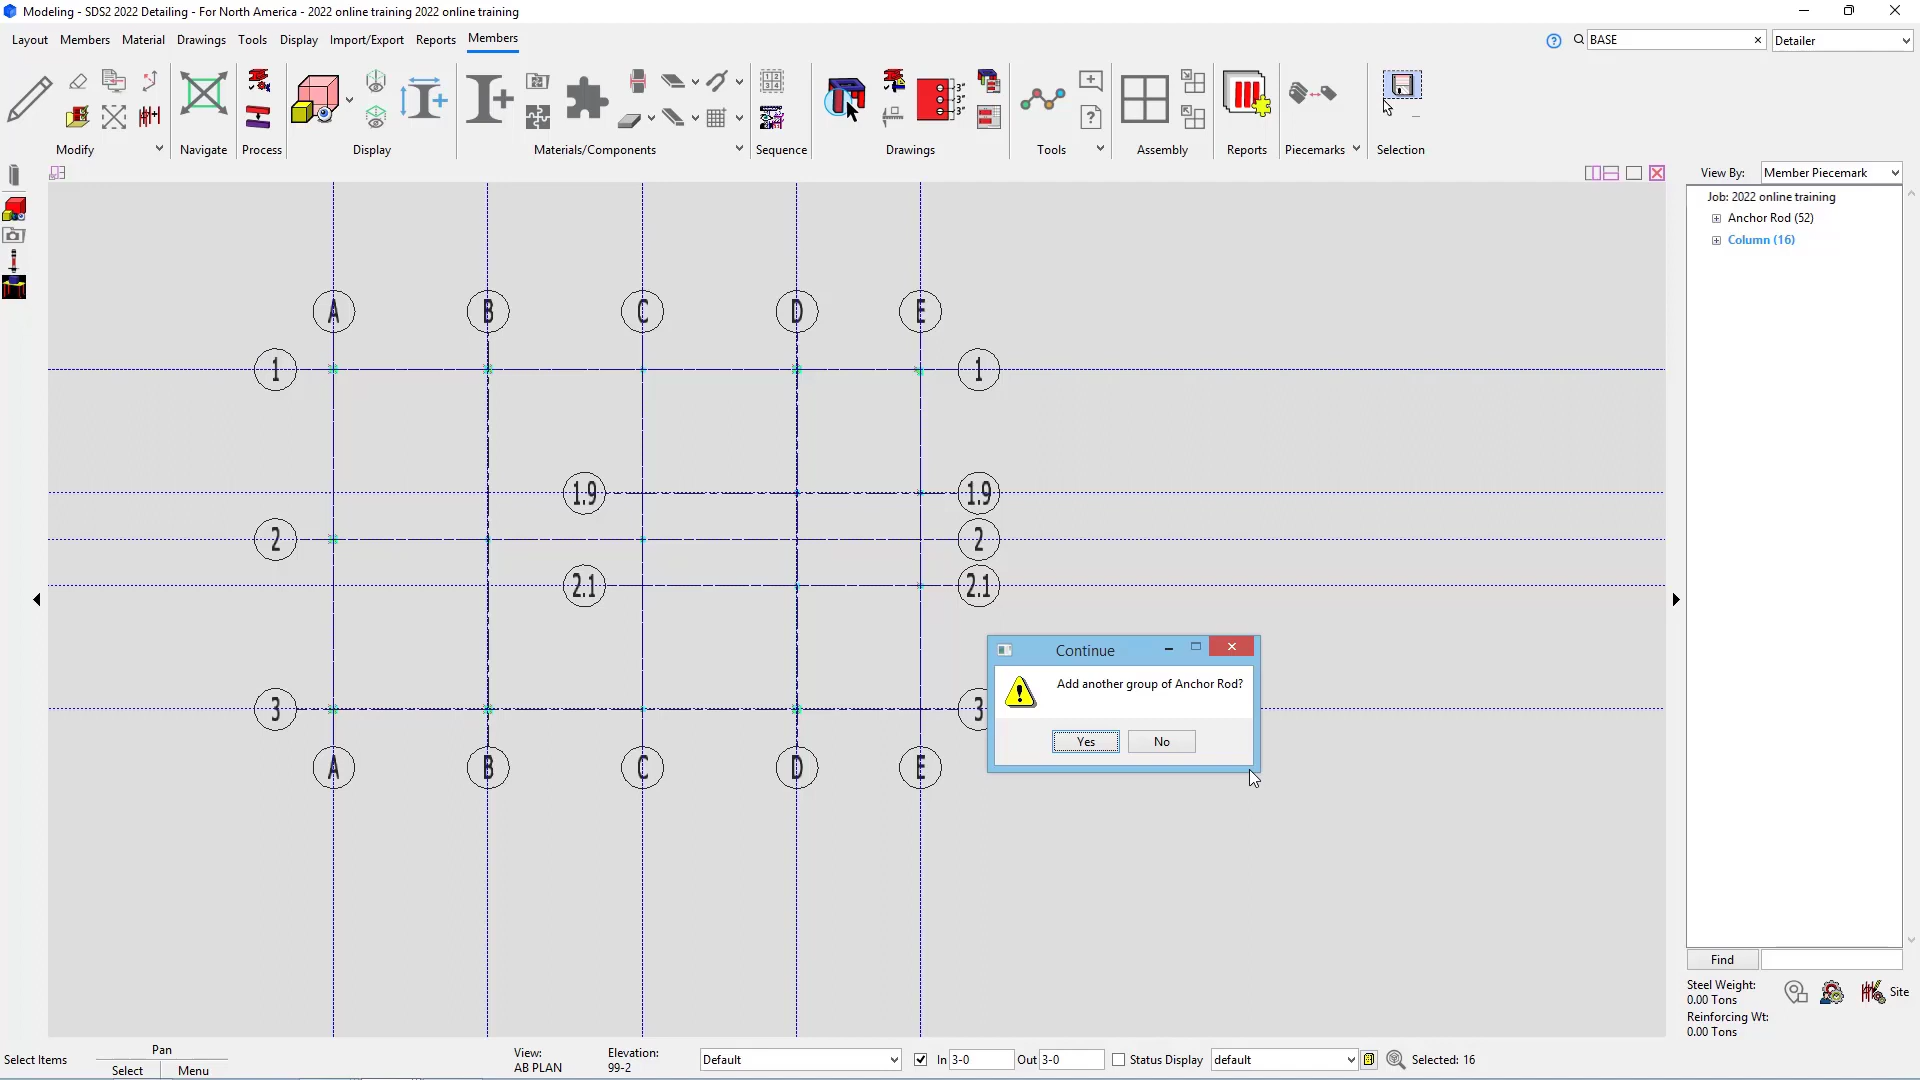 Modeling - SDS2 2022 Detailing - For North America - 2022 online training 2022 online training
Layout Members Material Drawings Tools Display Import/Export Reports Members
BASE
Detailer
Modify Navigate Process Display Materials/Components Sequence Drawings Tools Assembly Reports Piecemarks Selection
3"
3"
3"
View By: Member Piecemark
Job: 2022 online training
Anchor Rod (52)
Column (16)
A B C D E
1 1
1.9 1.9
2 2
2.1 2.1
3 3
A B C D E
Continue
Add another group of Anchor Rod?
Yes No
Find
Steel Weight:
0.00 Tons
Site
Reinforcing Wt:
0.00 Tons
Select Items
Pan
Select Menu
View:
AB PLAN
Elevation:
99-2
Default
In 3-0 Out 3-0 Status Display default Selected: 16